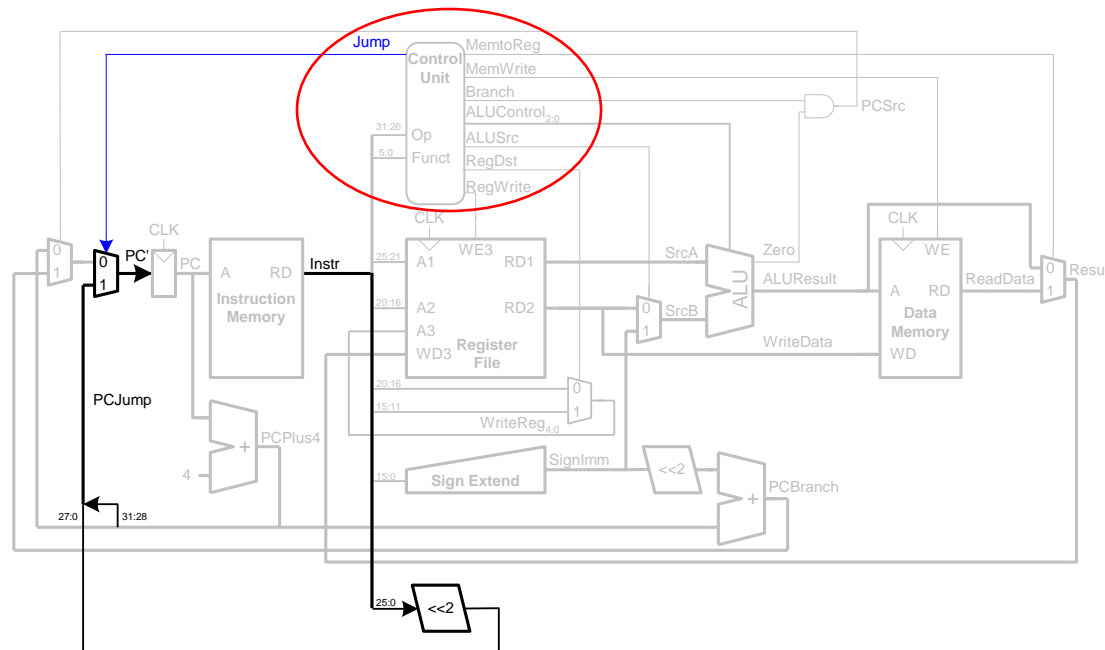 Jump
Control
Unit
MemtoReg
MemWrite
Branch
ALUControl2:0
PCSrc
31:26
Op
ALUSrc
5:0
Funct
RegDst
RegWrite
CLK
CLK
CLK
0
1
PC'
0
1
PC
A
RD
Instr
Instruction
Memory
25:21
A1
WE3
RD1
SrcA
Zero
WE
20:16
A2
RD2
0
1
SrcB
ALU
ALUResult
A
RD
ReadData
0
1
Resu
A3
Data
Memory
WD3
Register
File
WriteData
WD
20:16
0
PCJump
15:11
1
WriteReg4:0
PCPlus4
+
4
SignImm
<<2
15:0
Sign Extend
PCBranch
+
27:0
31:28
25:0
<<2